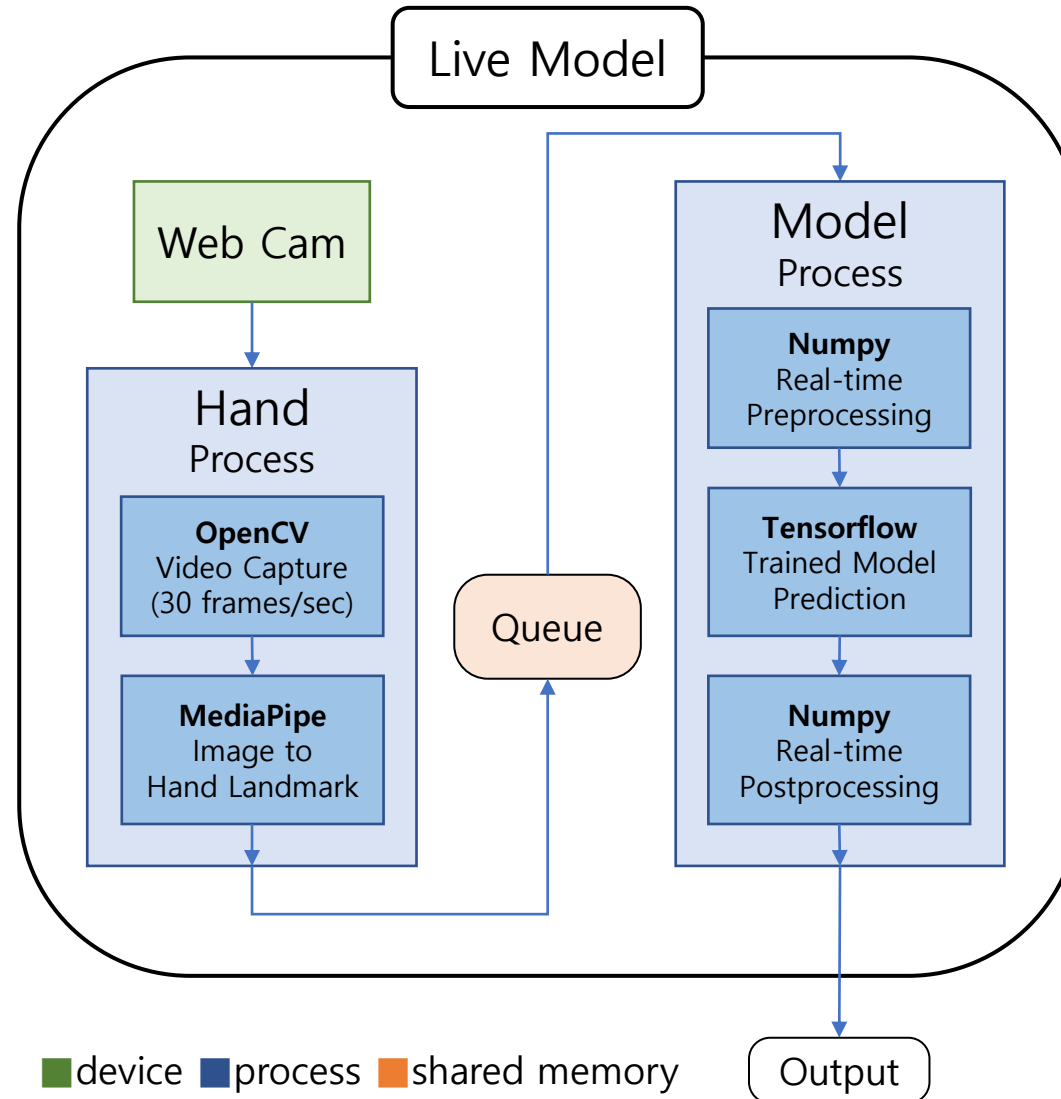 Live Model
Web Cam
Hand
Process
OpenCV
Video Capture
(30 frames/sec)
MediaPipe
Image to
Hand Landmark
Queue
Model
Process
Numpy
Real-time
Preprocessing
Tensorflow
Trained Model
Prediction
Numpy
Real-time
Postprocessing
device process shared memory
Output